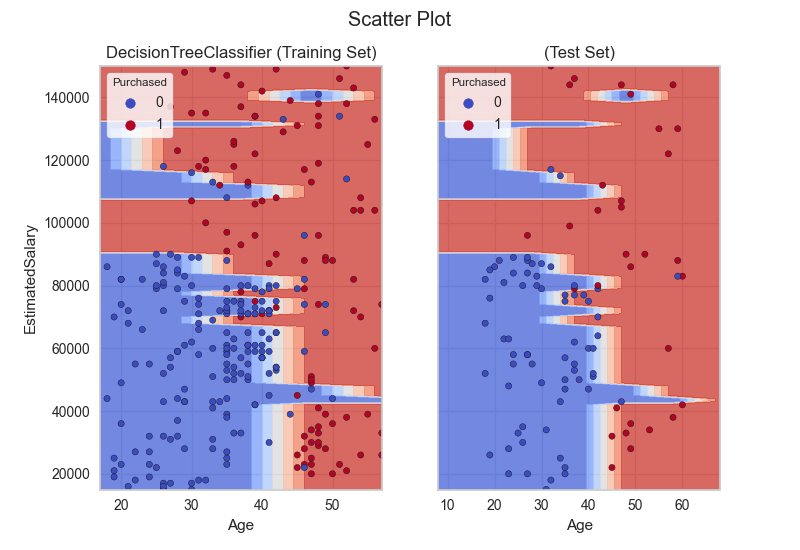 Scatter Plot
DecisionTreeClassifier (Training Set)
(Test Set)
Purchased
0
1
Purchased
0
1
140000
120000
100000
80000
60000
40000
20000
EstimatedSalary
20 30 40 50
10 20 30 40 50 60
Age
Age